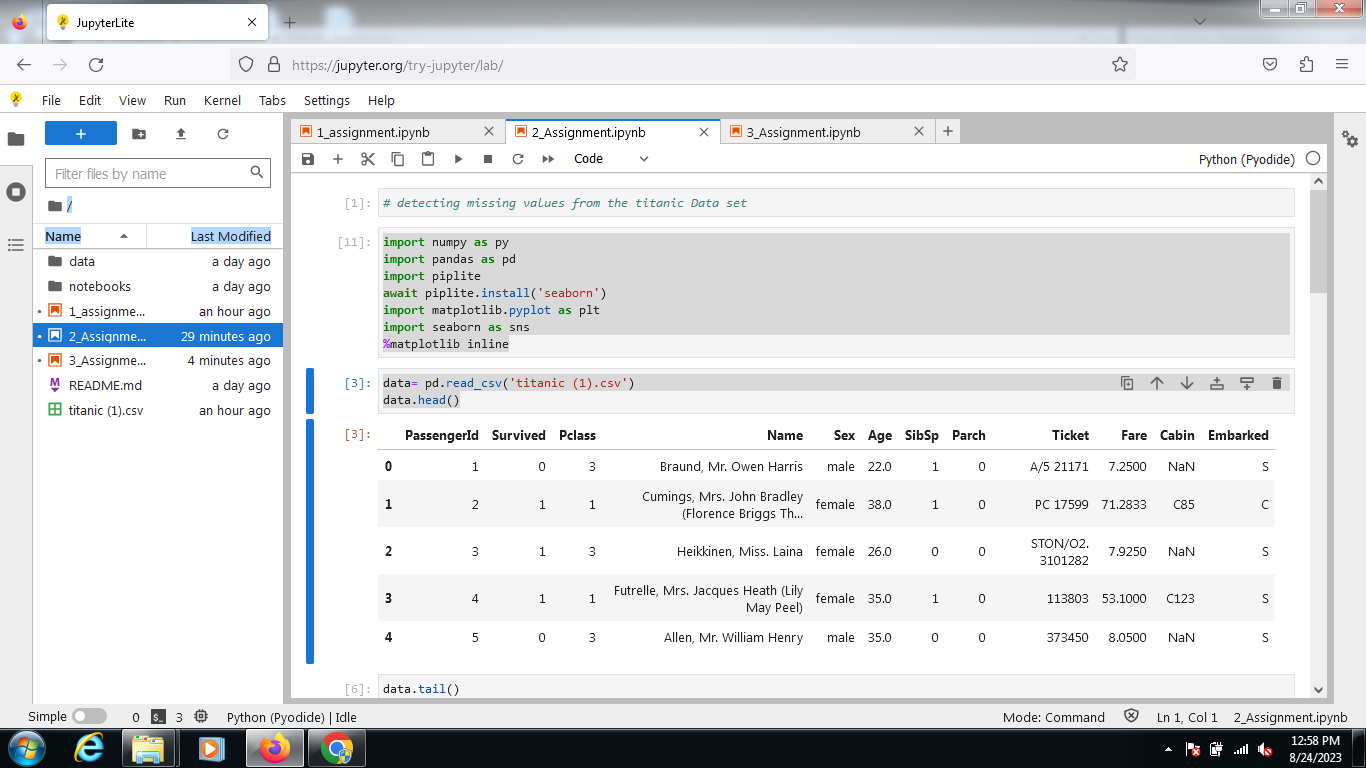 JupyterLite
https://jupyter.org/try-jupyter/lab/
File Edit View Run Kernel Tabs Settings Help
+
Filter files by name
/
Name Last Modified
data a day ago
notebooks a day ago
1_assignme... an hour ago
2_Assignme... 29 minutes ago
3_Assignme... 4 minutes ago
README.md a day ago
titanic (1).csv an hour ago
1_assignment.ipynb 2_Assignment.ipynb 3_Assignment.ipynb
Code Python (Pyodide)
[1]: # detecting missing values from the titanic Data set
[11]: import numpy as py
import pandas as pd
import piplite
await piplite.install('seaborn')
import matplotlib.pyplot as plt
import seaborn as sns
%matplotlib inline
[3]: data= pd.read_csv('titanic (1).csv')
data.head()
[3]: PassengerId Survived Pclass Name Sex Age SibSp Parch Ticket Fare Cabin Embarked
0 1 0 3 Braund, Mr. Owen Harris male 22.0 1 0 A/5 21171 7.2500 NaN S
1 2 1 1 Cumings, Mrs. John Bradley (Florence Briggs Th... female 38.0 1 0 PC 17599 71.2833 C85 C
2 3 1 3 Heikkinen, Miss. Laina female 26.0 0 0 STON/O2. 3101282 7.9250 NaN S
3 4 1 1 Futrelle, Mrs. Jacques Heath (Lily May Peel) female 35.0 1 0 113803 53.1000 C123 S
4 5 0 3 Allen, Mr. William Henry male 35.0 0 0 373450 8.0500 NaN S
[6]: data.tail()
Simple 0 $_ 3 Python (Pyodide) | Idle Mode: Command Ln 1, Col 1 2_Assignment.ipynb
12:58 PM
8/24/2023